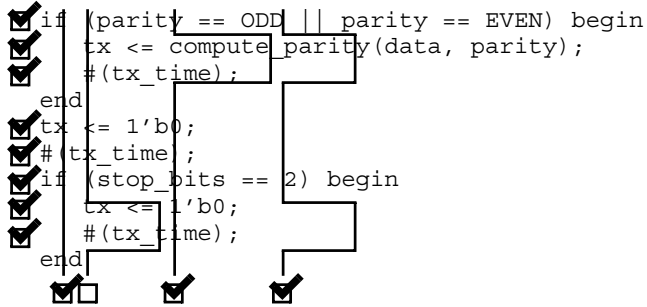 if (parity == ODD || parity == EVEN) begin
tx <= compute_parity(data, parity);
#(tx_time);
end
tx <= 1’b0;
#(tx_time);
if (stop_bits == 2) begin
tx <= 1’b0;
#(tx_time);
end